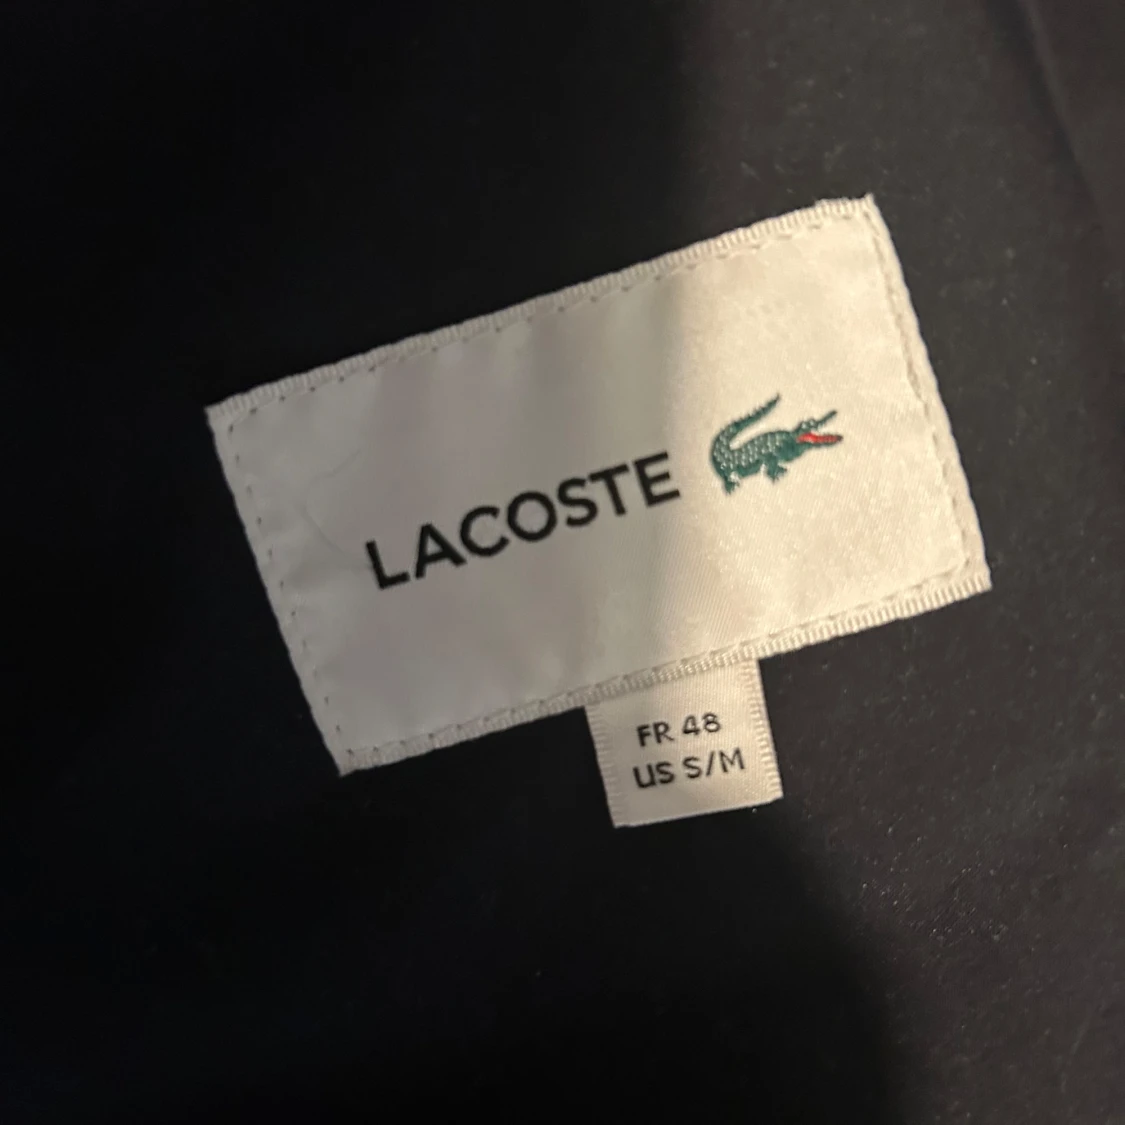 LACOSTE
FR 48
US S/M